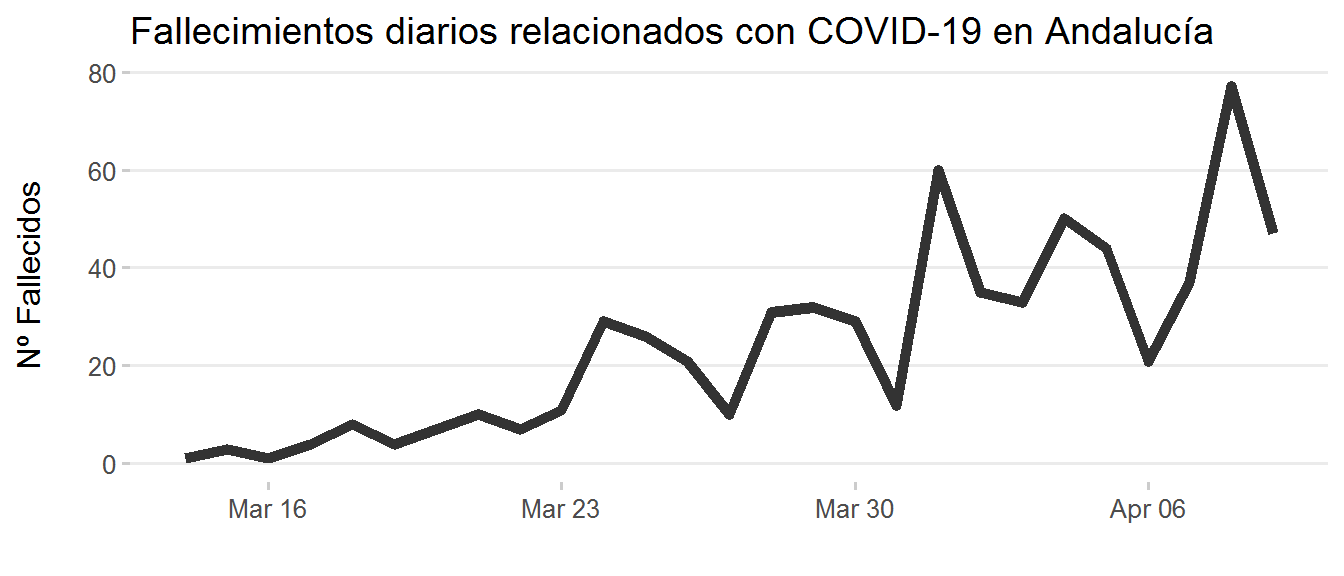 Fallecimientos diarios relacionados con COVID-19 en Andalucía
Nº Fallecidos
80
60
40
20
0
Mar 16 Mar 23 Mar 30 Apr 06